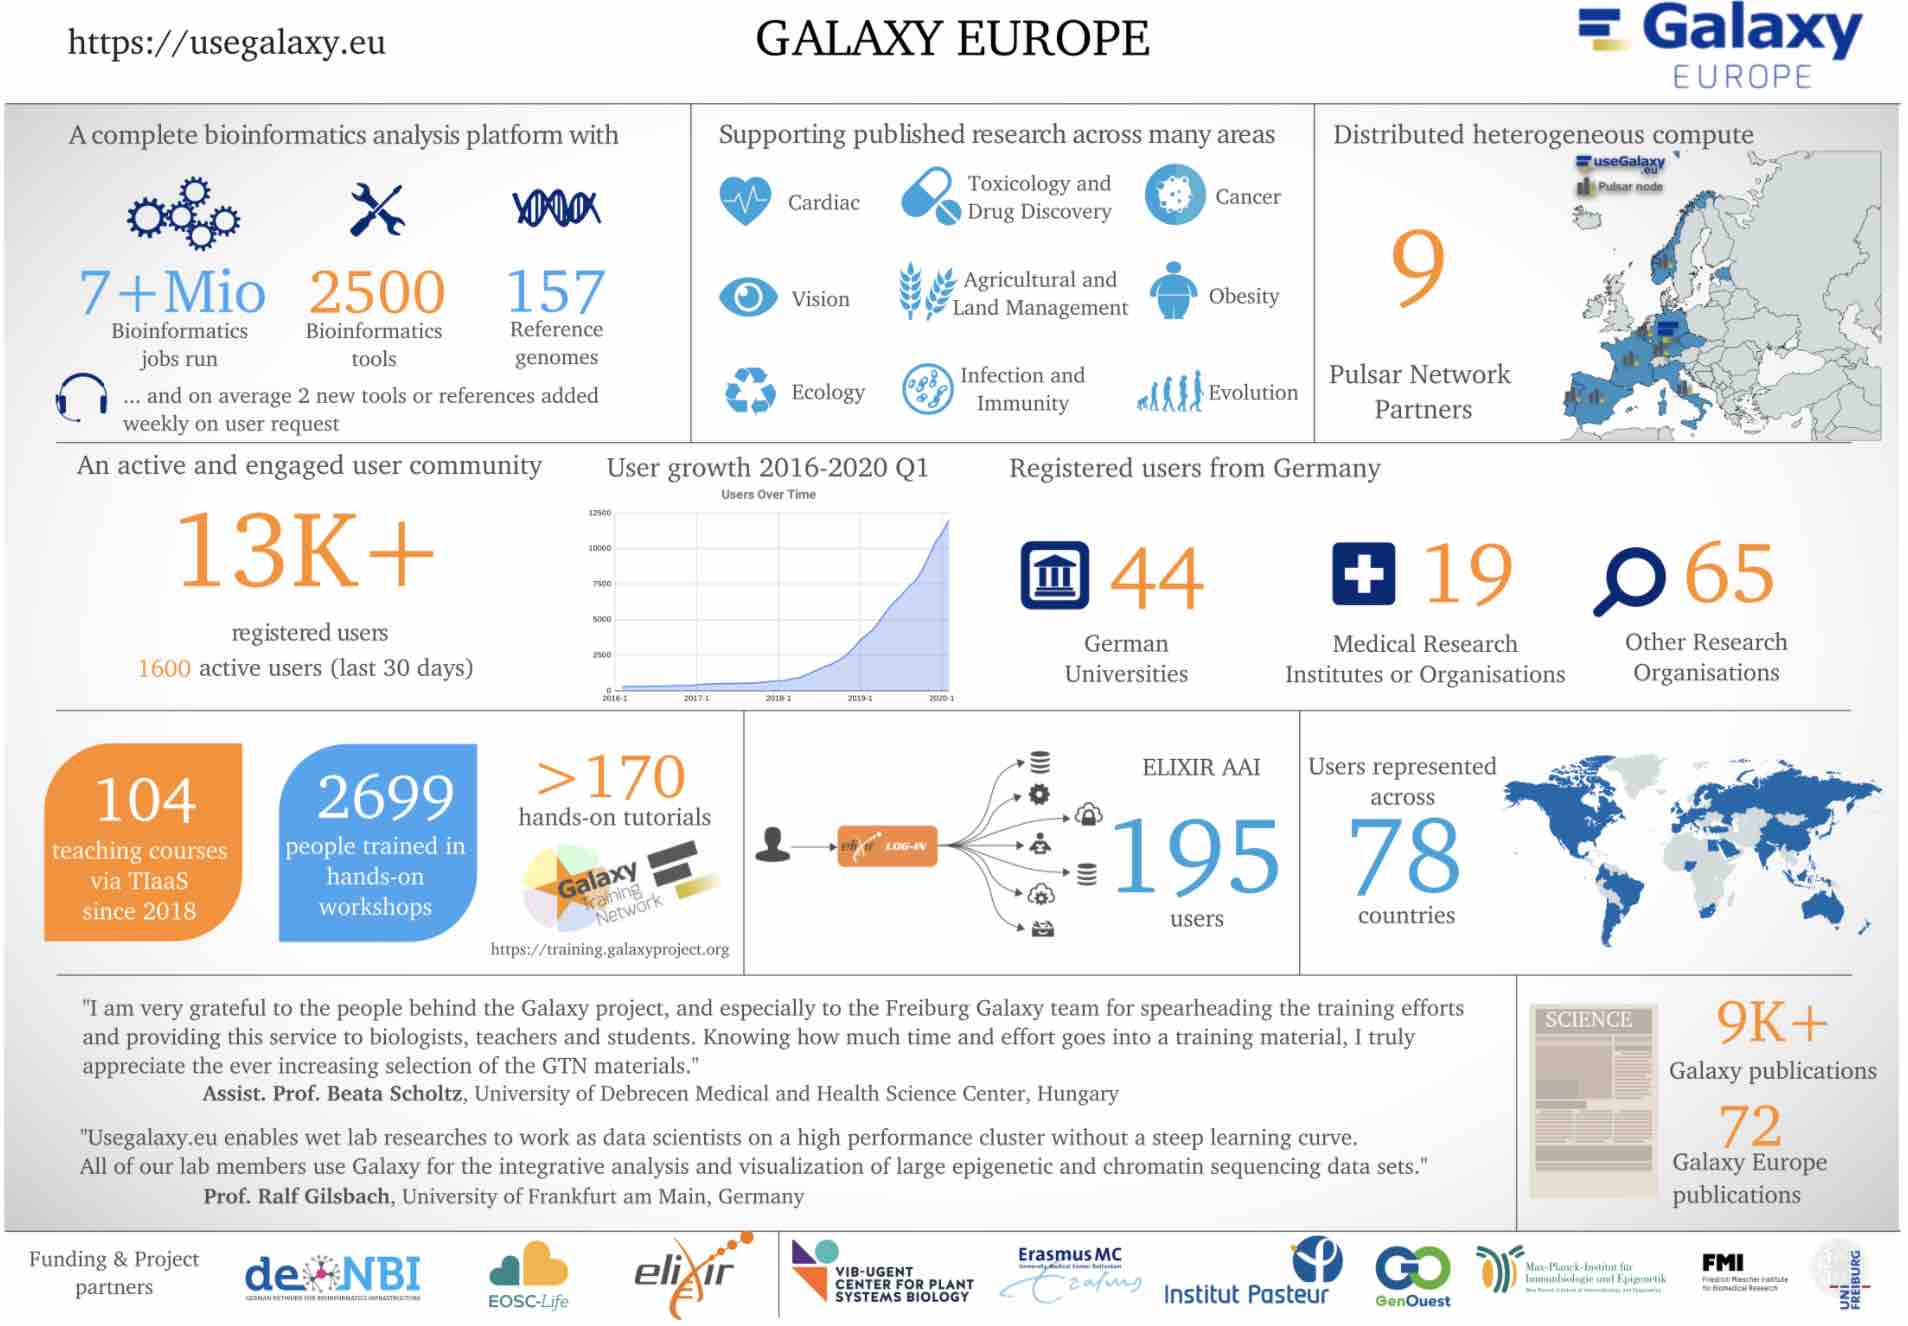 https://usegalaxy.eu
GALAXY EUROPE
Galaxy
EUROPE
A complete bioinformatics analysis platform with
7+Mio
Bioinformatics
jobs run
2500
Bioinformatics
tools
157
Reference
genomes
... and on average 2 new tools or references added
weekly on user request
Supporting published research across many areas
Cardiac
Toxicology and
Drug Discovery
Cancer
Vision
Agricultural and
Land Management
Obesity
Ecology
Infection and
Immunity
Evolution
Distributed heterogeneous compute
useGalaxy
.eu
Pulsar node
9
Pulsar Network
Partners
An active and engaged user community
13K+
registered users
1600 active users (last 30 days)
User growth 2016-2020 Q1
Users Over Time
12500
10000
7500
5000
2500
0
2016-1
2017-1
2018-1
2019-1
2020-1
Registered users from Germany
44
German
Universities
19
Medical Research
Institutes or Organisations
65
Other Research
Organisations
104
teaching courses
via TIaaS
since 2018
2699
people trained in
hands-on
workshops
>170
hands-on tutorials
Galaxy
Training
Network
https://training.galaxyproject.org
elixir LOG-IN
ELIXIR AAI
195
users
Users represented
across
78
countries
"I am very grateful to the people behind the Galaxy project, and especially to the Freiburg Galaxy team for spearheading the training efforts
and providing this service to biologists, teachers and students. Knowing how much time and effort goes into a training material, I truly
appreciate the ever increasing selection of the GTN materials."
Assist. Prof. Beata Scholtz, University of Debrecen Medical and Health Science Center, Hungary
"Usegalaxy.eu enables wet lab researches to work as data scientists on a high performance cluster without a steep learning curve.
All of our lab members use Galaxy for the integrative analysis and visualization of large epigenetic and chromatin sequencing data sets."
Prof. Ralf Gilsbach, University of Frankfurt am Main, Germany
SCIENCE
9K+
Galaxy publications
72
Galaxy Europe
publications
Funding & Project
partners
de NBI
GERMAN NETWORK FOR BIOINFORMATICS INFRASTRUCTURE
EOSC-Life
elixir
VIB-UGENT
CENTER FOR PLANT
SYSTEMS BIOLOGY
Erasmus MC
University Medical Center Rotterdam
Erasmus
Institut Pasteur
GO
GenOuest
Max-Planck-Institut für
Immunbiologie und Epigenetik
FMI
Friedrich Miescher Institute
for Biomedical Research
UNI
FREIBURG